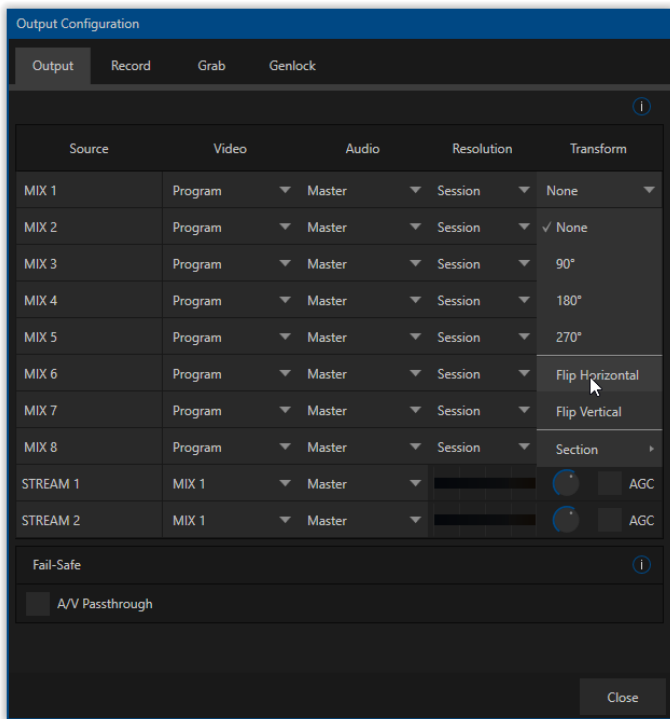 Output Configuration
Output Record Grab Genlock
i
Source Video Audio Resolution Transform
MIX 1 Program Master Session None
MIX 2 Program Master Session ✓ None
MIX 3 Program Master Session 90°
MIX 4 Program Master Session 180°
MIX 5 Program Master Session 270°
MIX 6 Program Master Session Flip Horizontal
MIX 7 Program Master Session Flip Vertical
MIX 8 Program Master Session Section
STREAM 1 MIX 1 Master AGC
STREAM 2 MIX 1 Master AGC
Fail-Safe i
A/V Passthrough
Close